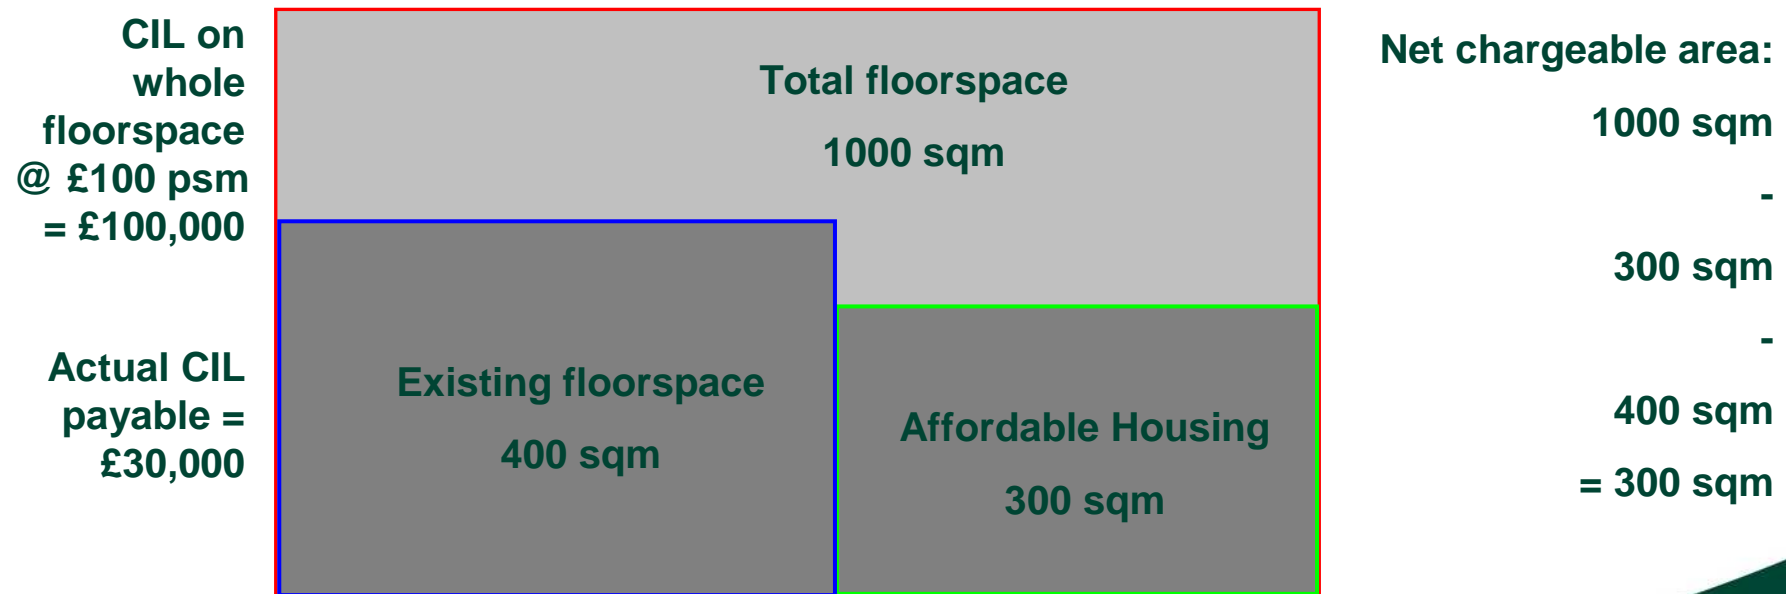 CIL on
whole
floorspace
@ £100 psm
= £100,000
Actual CIL
payable =
£30,000
Total floorspace
1000 sqm
Existing floorspace
400 sqm
Affordable Housing
300 sqm
Net chargeable area:
1000 sqm
-
300 sqm
-
400 sqm
= 300 sqm